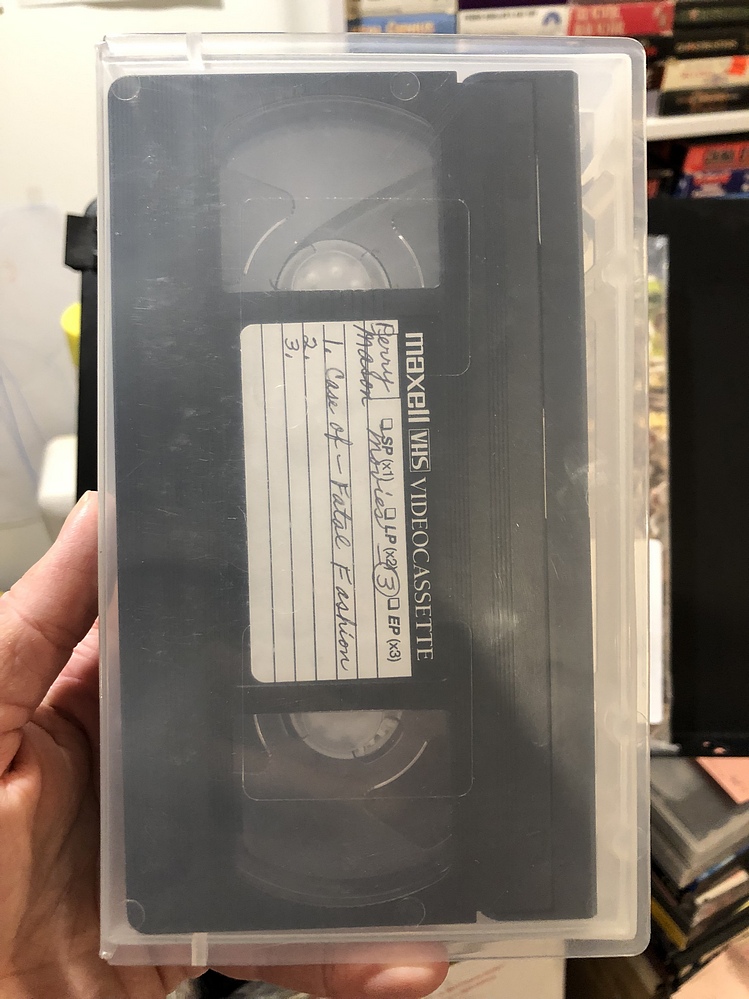 maxell VHS VIDEOCASSETTE
☐ SP (x1) ☐ LP (x2) ☐ EP (x3)
Perry Mason Movies - 3
1. Case of - Fatal Fashion
2.
3.